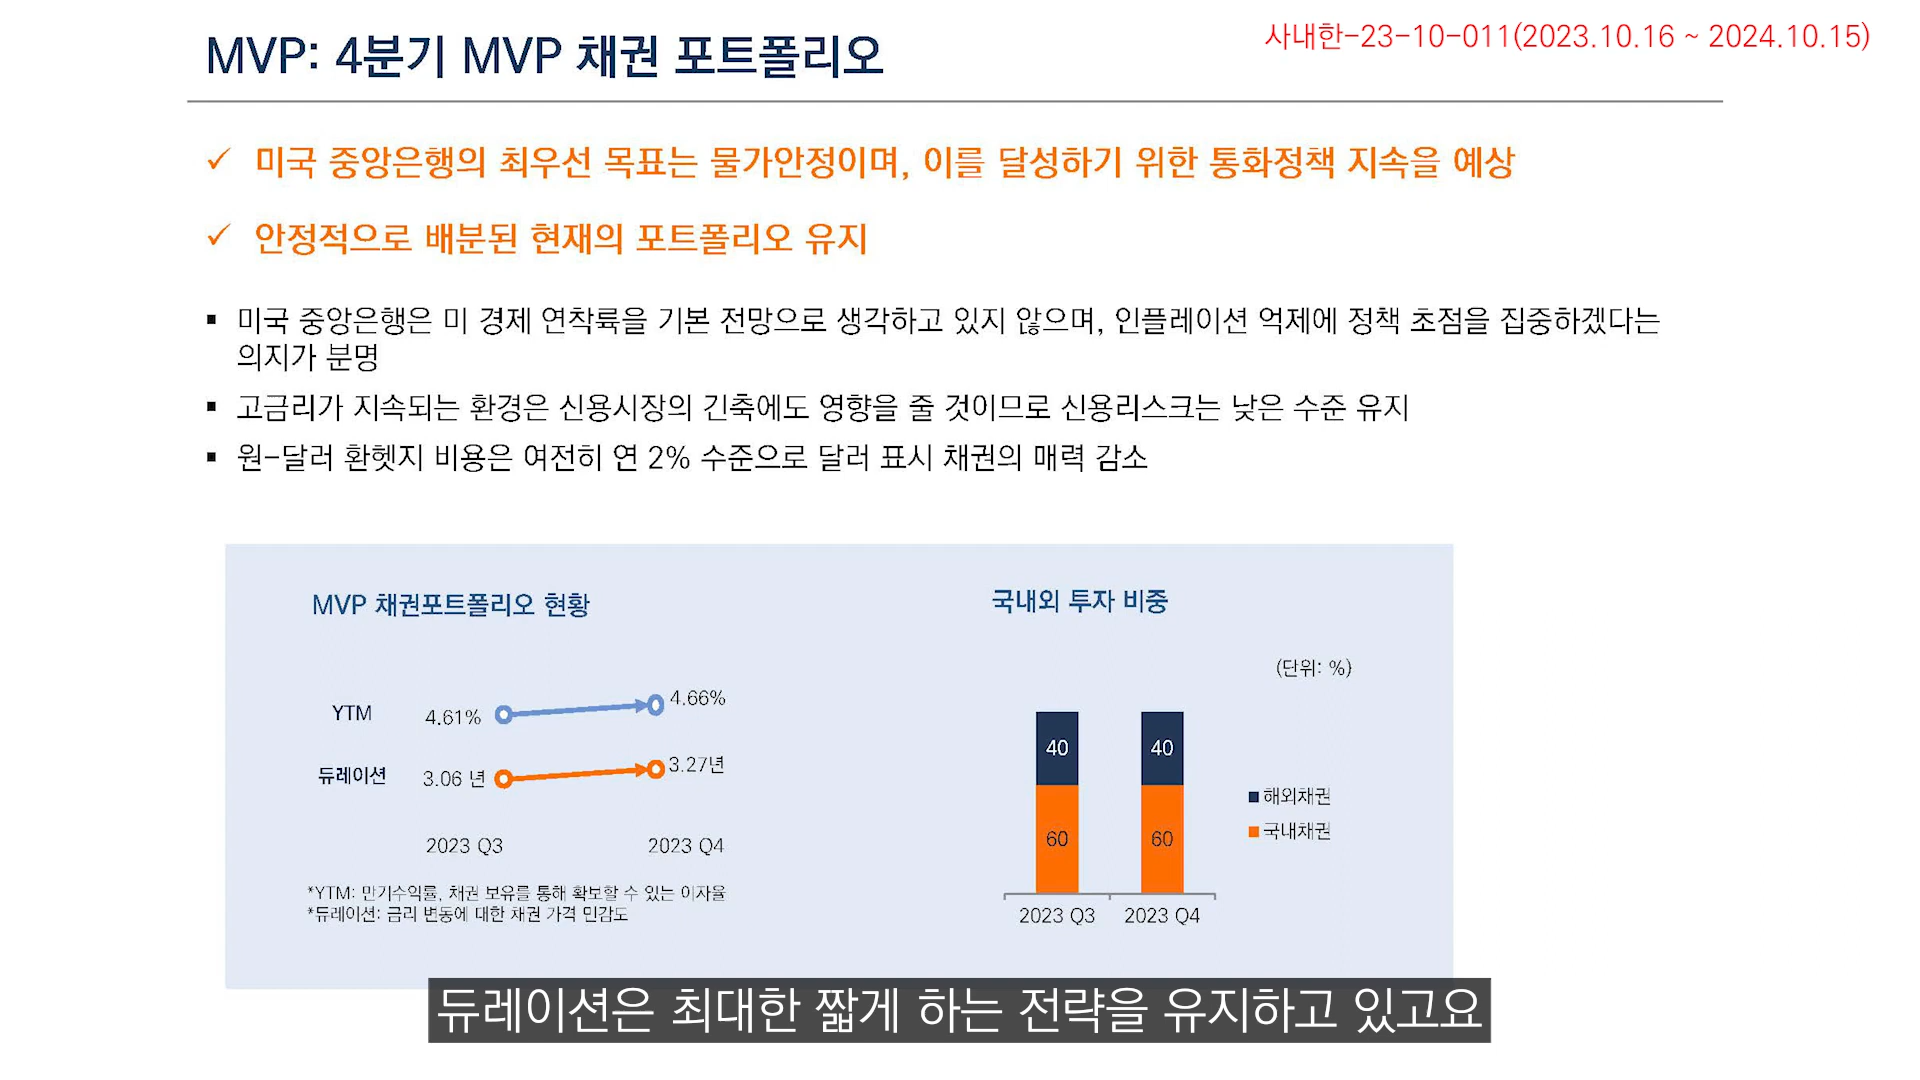 MVP: 4분기 MVP 채권 포트폴리오
사내한-23-10-011(2023.10.16 ~ 2024.10.15)
✓ 미국 중앙은행의 최우선 목표는 물가안정이며, 이를 달성하기 위한 통화정책 지속을 예상
✓ 안정적으로 배분된 현재의 포트폴리오 유지
▪ 미국 중앙은행은 미 경제 연착륙을 기본 전망으로 생각하고 있지 않으며, 인플레이션 억제에 정책 초점을 집중하겠다는
의지가 분명
▪ 고금리가 지속되는 환경은 신용시장의 긴축에도 영향을 줄 것이므로 신용리스크는 낮은 수준 유지
▪ 원-달러 환헷지 비용은 여전히 연 2% 수준으로 달러 표시 채권의 매력 감소
MVP 채권포트폴리오 현황
YTM 4.61% 4.66%
듀레이션 3.06 년 3.27년
2023 Q3 2023 Q4
*YTM: 만기수익률, 채권 보유를 통해 확보할 수 있는 이자율
*듀레이션: 금리 변동에 대한 채권 가격 민감도
국내외 투자 비중
(단위: %)
40 40
60 60
해외채권
국내채권
2023 Q3 2023 Q4
듀레이션은 최대한 짧게 하는 전략을 유지하고 있고요